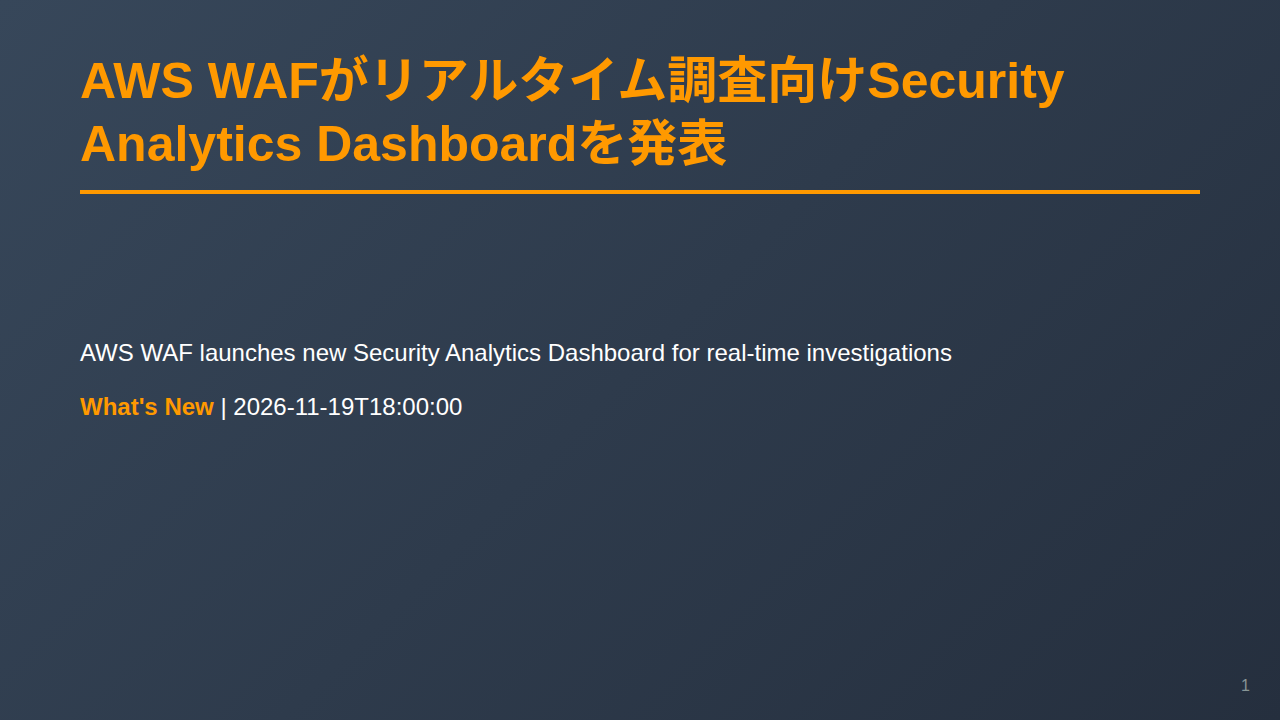 AWS WAFがリアルタイム調査向けSecurity
Analytics Dashboardを発表
AWS WAF launches new Security Analytics Dashboard for real-time investigations
What's New | 2026-11-19T18:00:00
1